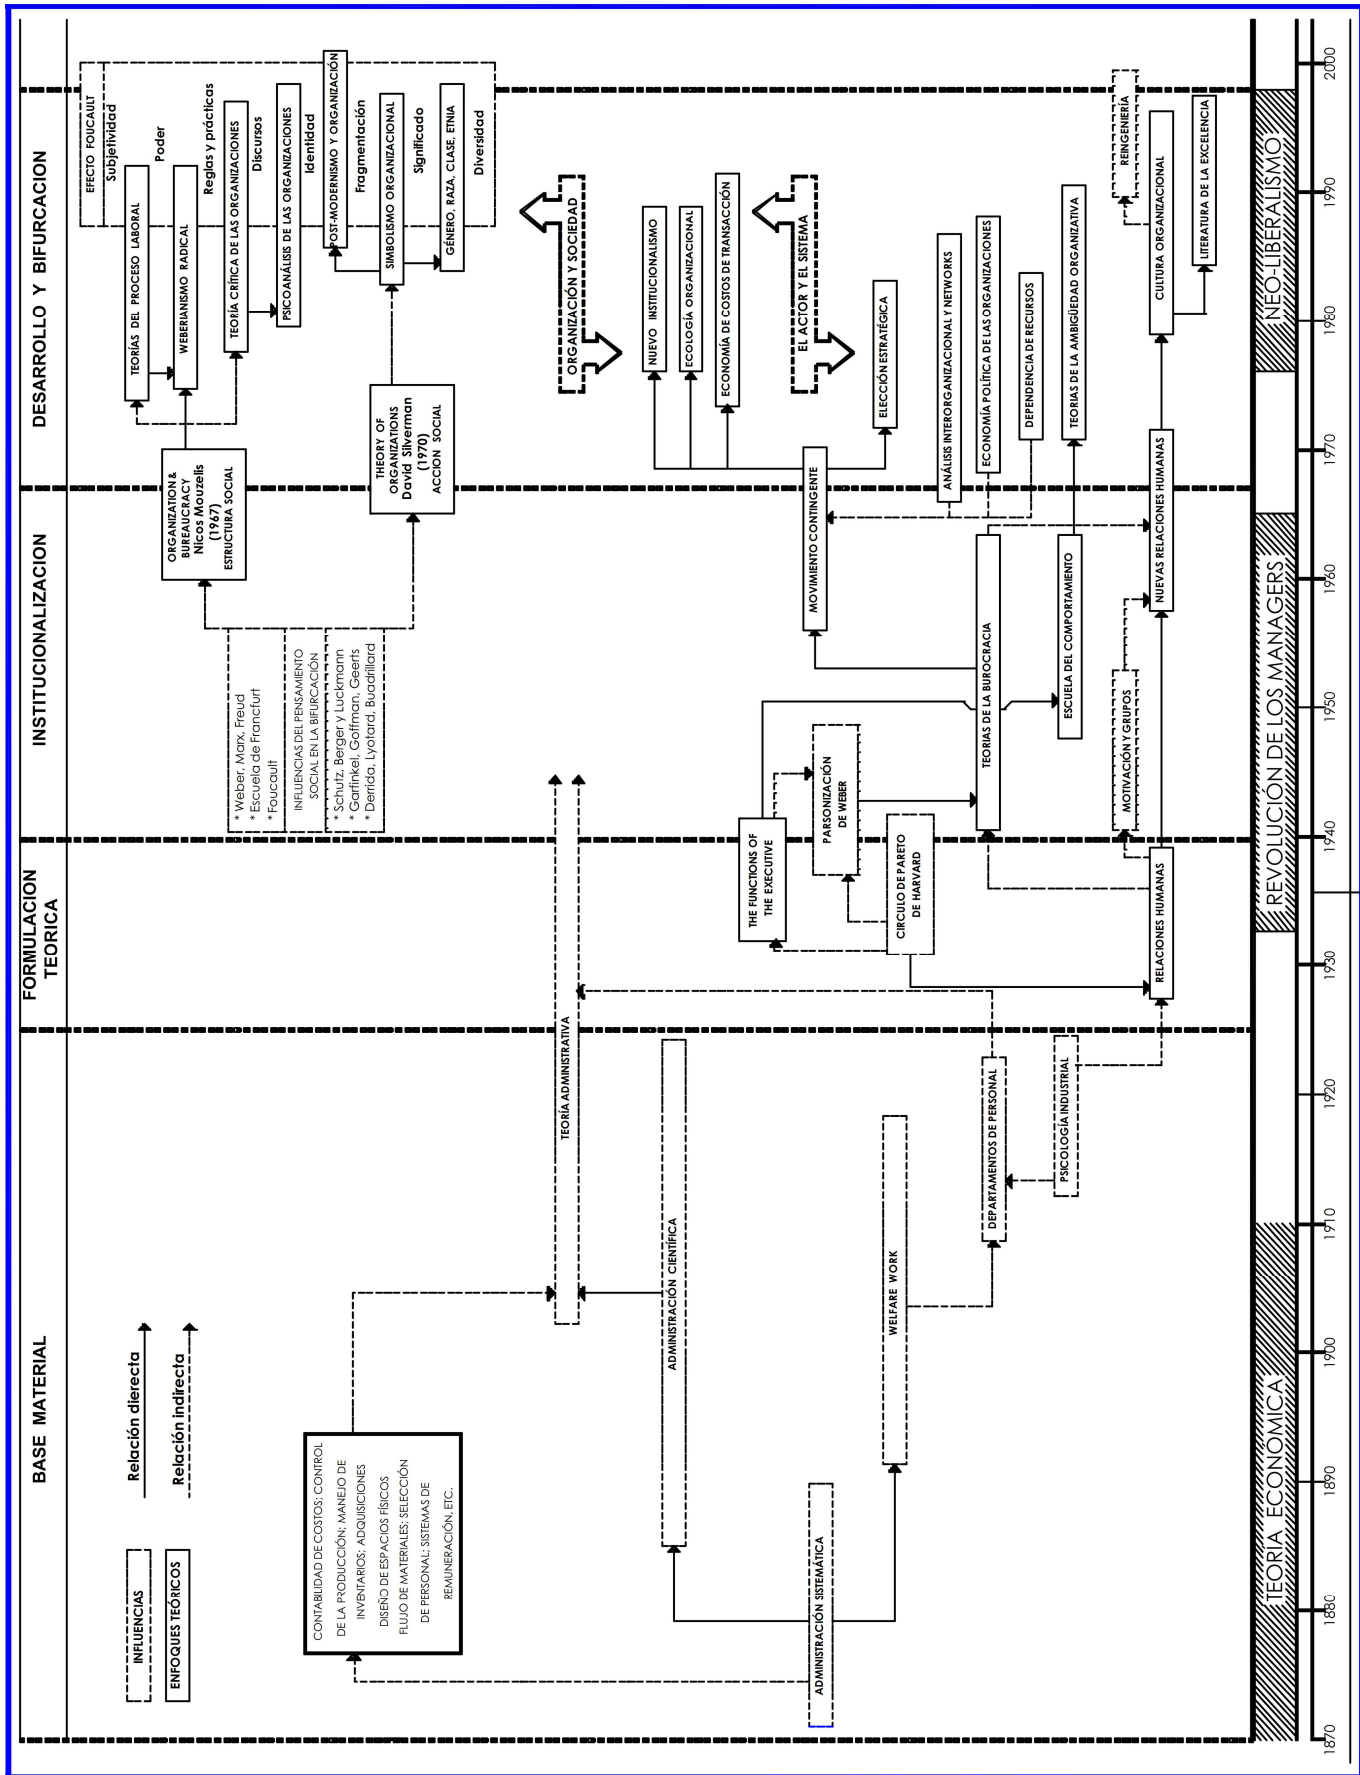 BASE MATERIAL
FORMULACION
TEORICA
INSTITUCIONALIZACION
DESARROLLO Y BIFURCACION
INFLUENCIAS
ENFOQUES TEÓRICOS
Relación dierecta
Relación indirecta
CONTABILIDAD DE COSTOS; CONTROL
DE LA PRODUCCIÓN; MANEJO DE
INVENTARIOS; ADQUISICIONES
DISEÑO DE ESPACIOS FÍSICOS
FLUJO DE MATERIALES; SELECCIÓN
DE PERSONAL; SISTEMAS DE
REMUNERACIÓN, ETC.
ADMINISTRACIÓN SISTEMÁTICA
ADMINISTRACIÓN CIENTÍFICA
WELFARE WORK
TEORÍA ADMINISTRATIVA
DEPARTAMENTOS DE PERSONAL
PSICOLOGÍA INDUSTRIAL
THE FUNCTIONS OF
THE EXECUTIVE
PARSONIZACIÓN
DE WEBER
CIRCULO DE PARETO
DE HARVARD
RELACIONES HUMANAS
* Weber, Marx, Freud
* Escuela de Francfurt
* Foucault
INFLUENCIAS DEL PENSAMIENTO
SOCIAL EN LA BIFURCACIÓN
* Schutz, Berger y Luckmann
* Garfinkel, Goffman, Geerts
* Derrida, Lyotard, Buadrillard
ORGANIZATION &
BUREAUCRACY
Nicos Mouzelis
(1967)
ESTRUCTURA SOCIAL
THEORY OF
ORGANIZATIONS
David Silverman
(1970)
ACCION SOCIAL
MOVIMIENTO CONTINGENTE
TEORIAS DE LA BUROCRACIA
ESCUELA DEL COMPORTAMIENTO
MOTIVACIÓN Y GRUPOS
NUEVAS RELACIONES HUMANAS
EFECTO FOUCAULT
Subjetividad
TEORÍAS DEL PROCESO LABORAL
Poder
WEBERIANISMO RADICAL
Reglas y prácticas
TEORÍA CRÍTICA DE LAS ORGANIZACIONES
Discursos
PSICOANÁLISIS DE LAS ORGANIZACIONES
Identidad
POST-MODERNISMO Y ORGANIZACIÓN
Fragmentación
SIMBOLISMO ORGANIZACIONAL
Significado
GÉNERO, RAZA, CLASE, ETNIA
Diversidad
ORGANIZACIÓN Y SOCIEDAD
NUEVO INSTITUCIONALISMO
ECOLOGÍA ORGANIZACIONAL
ECONOMÍA DE COSTOS DE TRANSACCIÓN
EL ACTOR Y EL SISTEMA
ELECCIÓN ESTRATÉGICA
ANÁLISIS INTERORGANIZACIONAL Y NETWORKS
ECONOMÍA POLÍTICA DE LAS ORGANIZACIONES
DEPENDENCIA DE RECURSOS
TEORIAS DE LA AMBIGÜEDAD ORGANIZATIVA
REINGENIERÍA
CULTURA ORGANIZACIONAL
LITERATURA DE LA EXCELENCIA
TEORIA ECONOMICA
REVOLUCIÓN DE LOS MANAGERS
NEO-LIBERALISMO
1870 1880 1890 1900 1910 1920 1930 1940 1950 1960 1970 1980 1990 2000